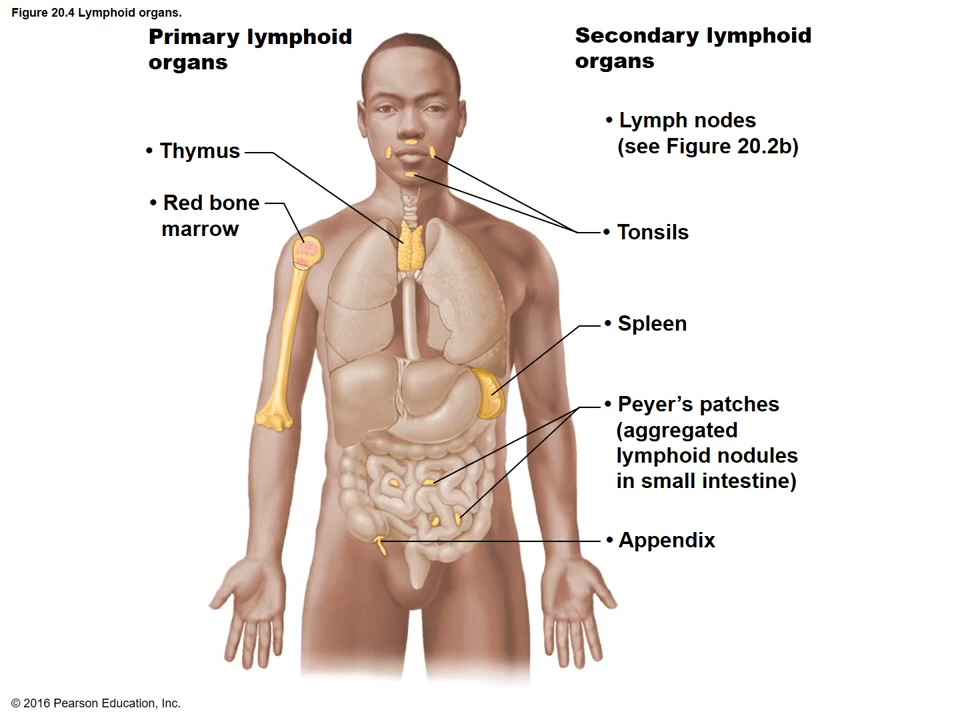 Figure 20.4 Lymphoid organs.
Primary lymphoid
organs
• Thymus
• Red bone
marrow
Secondary lymphoid
organs
• Lymph nodes
(see Figure 20.2b)
• Tonsils
• Spleen
• Peyer’s patches
(aggregated
lymphoid nodules
in small intestine)
• Appendix
© 2016 Pearson Education, Inc.